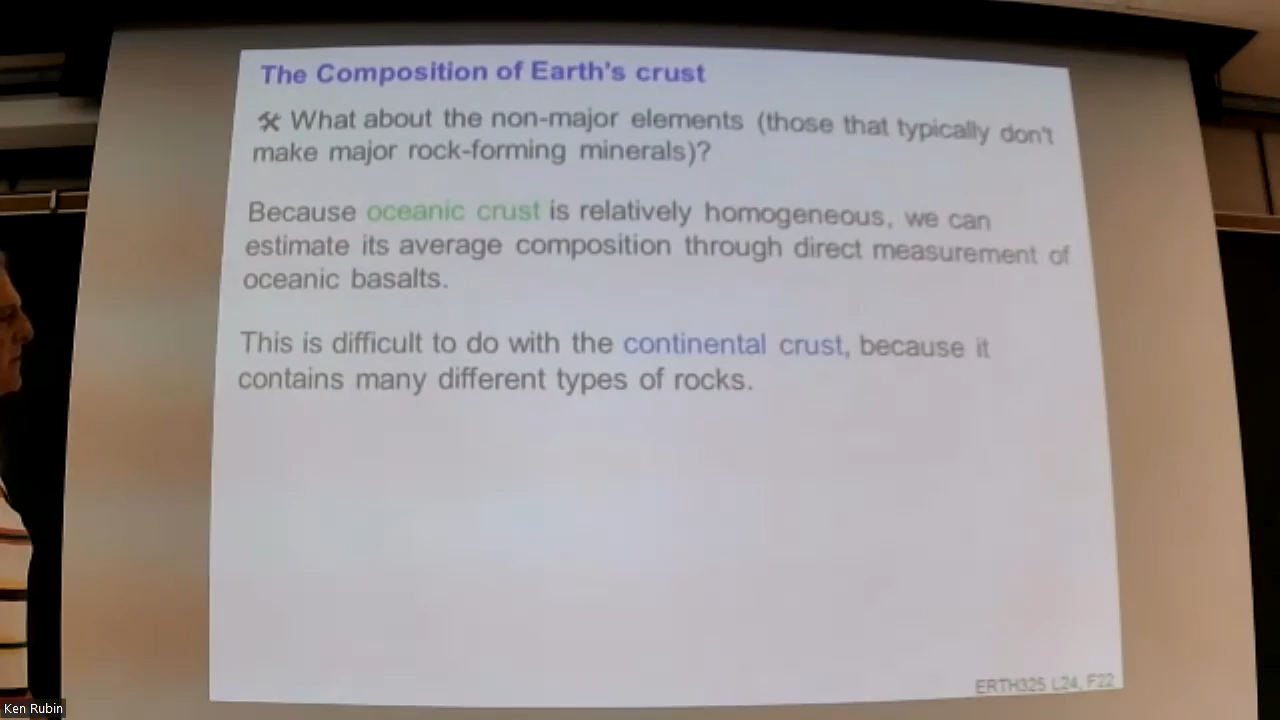 The Composition of Earth's crust
🛠 What about the non-major elements (those that typically don't
make major rock-forming minerals)?
Because oceanic crust is relatively homogeneous, we can
estimate its average composition through direct measurement of
oceanic basalts.
This is difficult to do with the continental crust, because it
contains many different types of rocks.
ERTH325 L24, F22
Ken Rubin